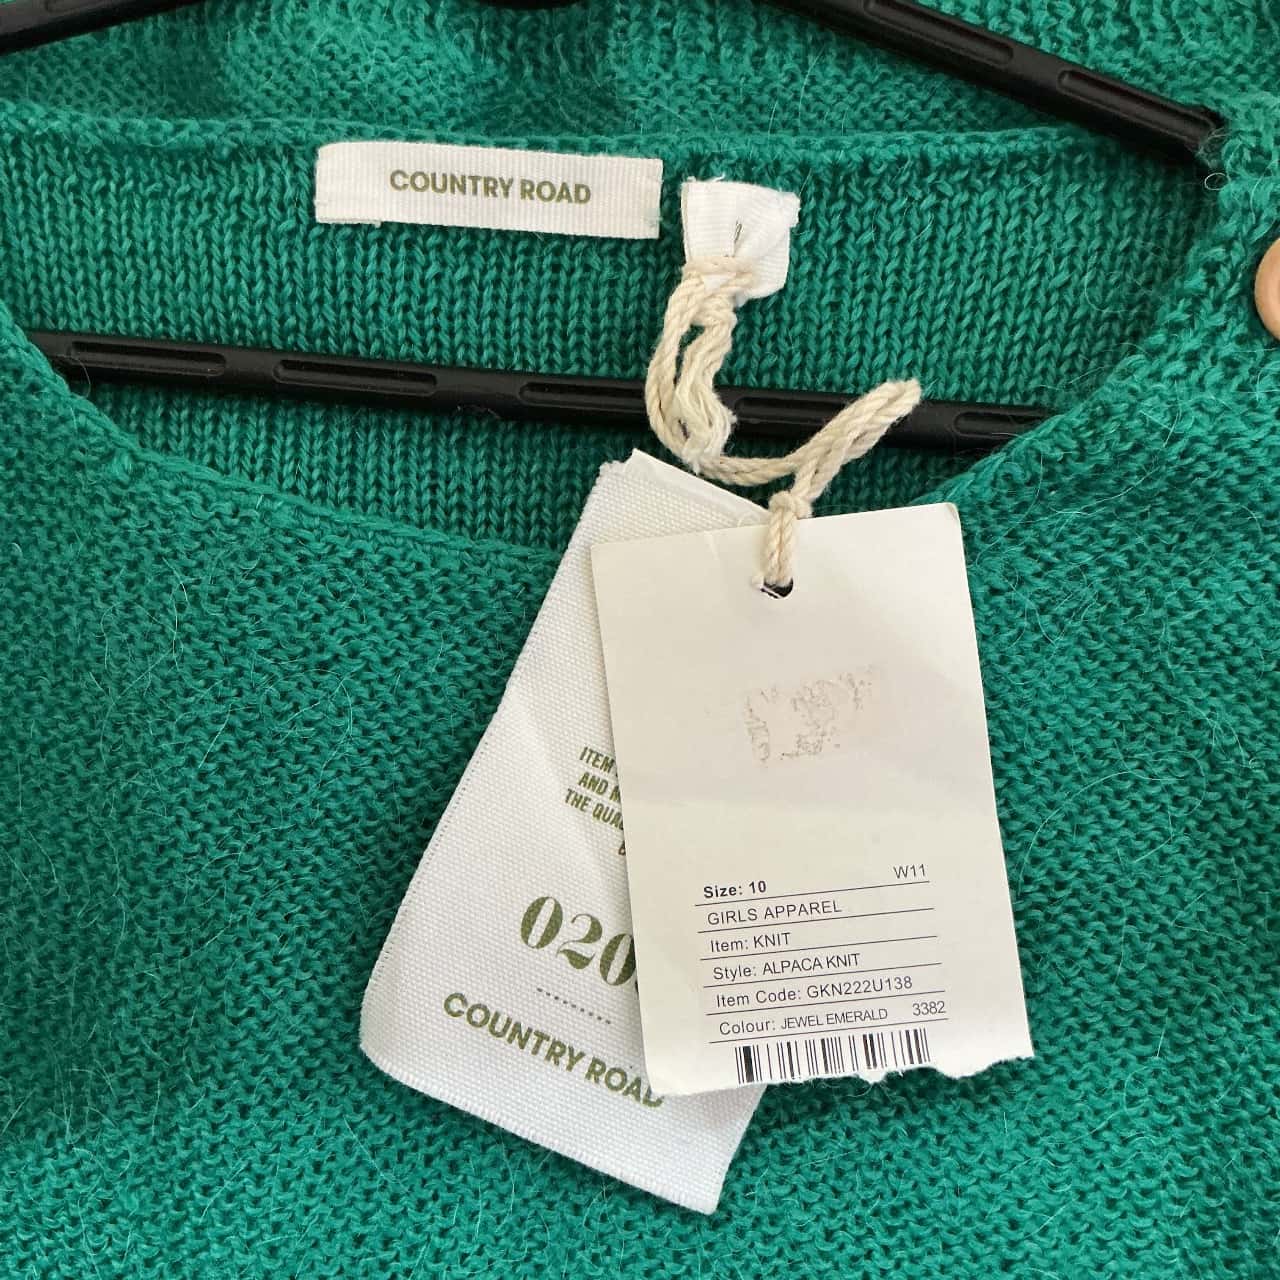 COUNTRY ROAD
ITEM
AND
THE
020
COUNTRY ROAD
Size: 10 W11
GIRLS APPAREL
Item: KNIT
Style: ALPACA KNIT
Item Code: GKN222U138
Colour: JEWEL EMERALD 3382